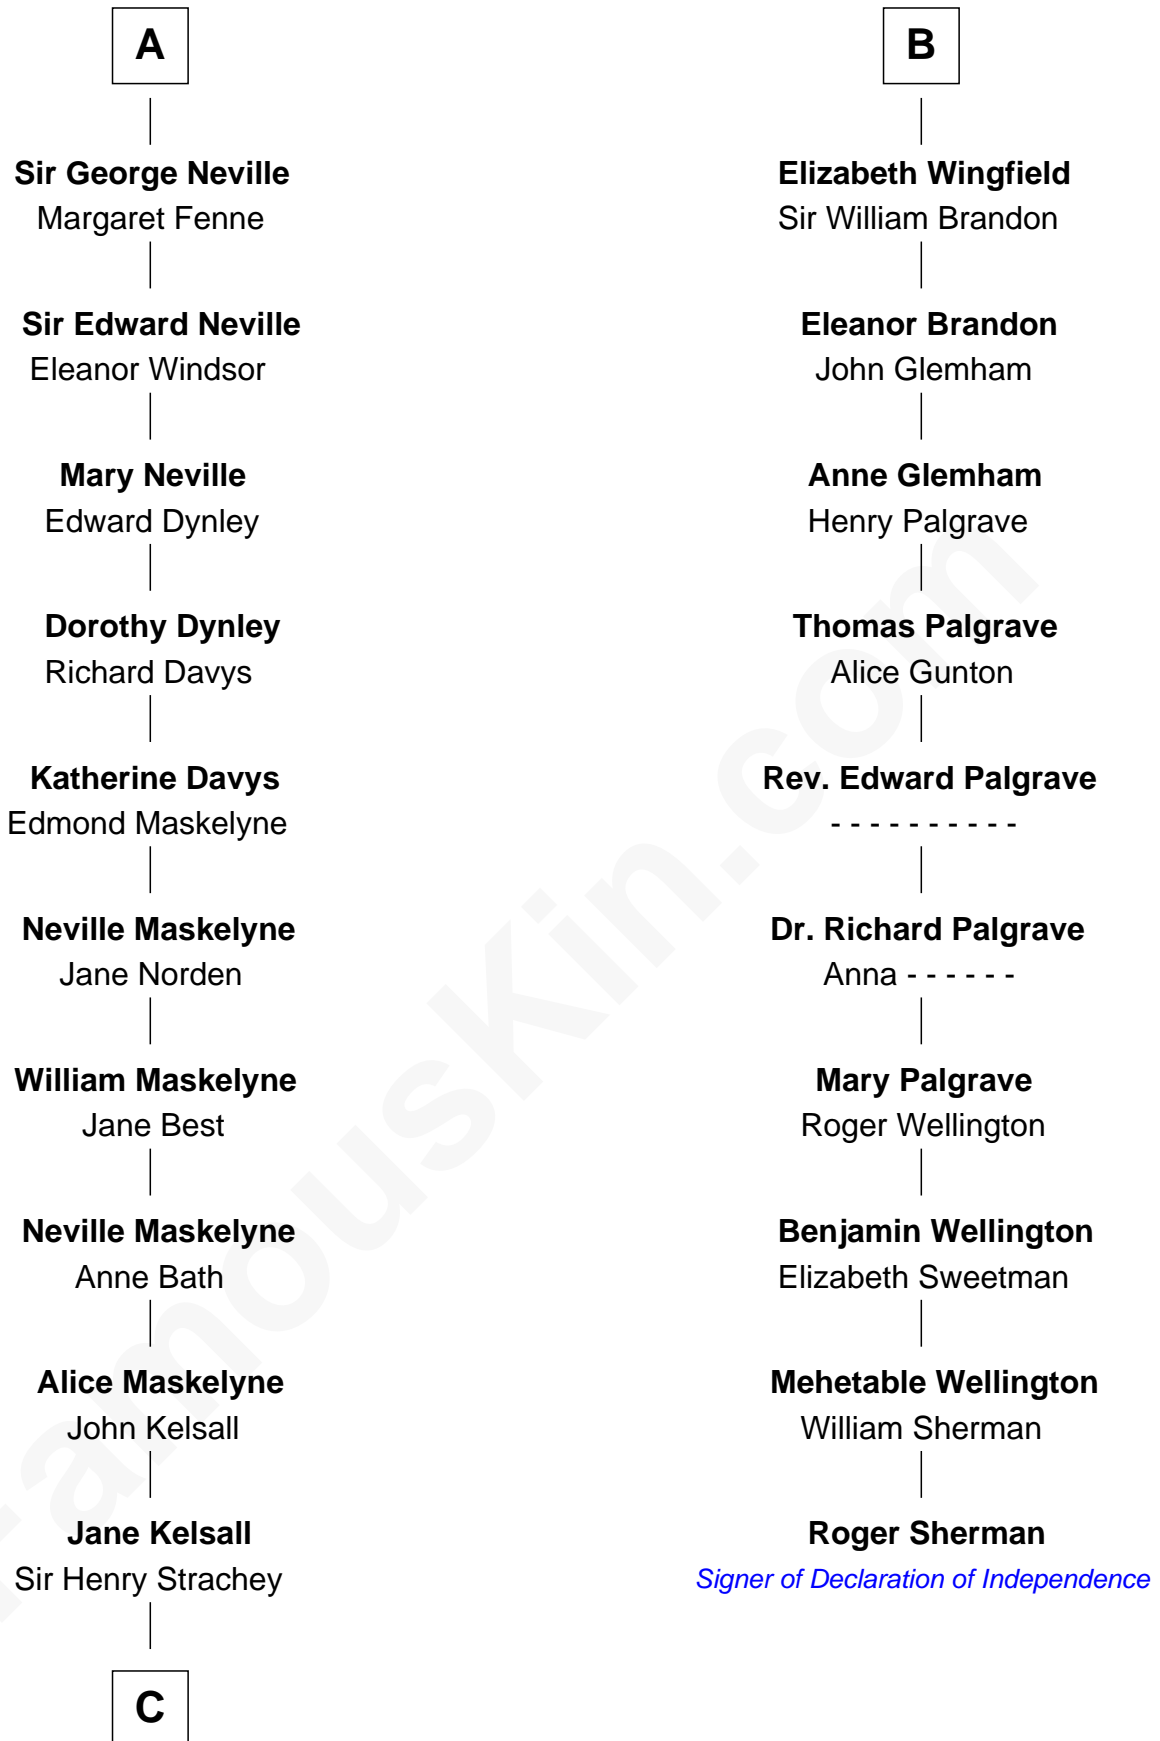 A
Sir George Neville
Margaret Fenne
Sir Edward Neville
Eleanor Windsor
Mary Neville
Edward Dynley
Dorothy Dynley
Richard Davys
Katherine Davys
Edmond Maskelyne
Neville Maskelyne
Jane Norden
William Maskelyne
Jane Best
Neville Maskelyne
Anne Bath
Alice Maskelyne
John Kelsall
Jane Kelsall
Sir Henry Strachey
C
B
Elizabeth Wingfield
Sir William Brandon
Eleanor Brandon
John Glemham
Anne Glemham
Henry Palgrave
Thomas Palgrave
Alice Gunton
Rev. Edward Palgrave
- - - - - - - - - -
Dr. Richard Palgrave
Anna - - - - - -
Mary Palgrave
Roger Wellington
Benjamin Wellington
Elizabeth Sweetman
Mehetable Wellington
William Sherman
Roger Sherman
Signer of Declaration of Independence
FamousKin.com